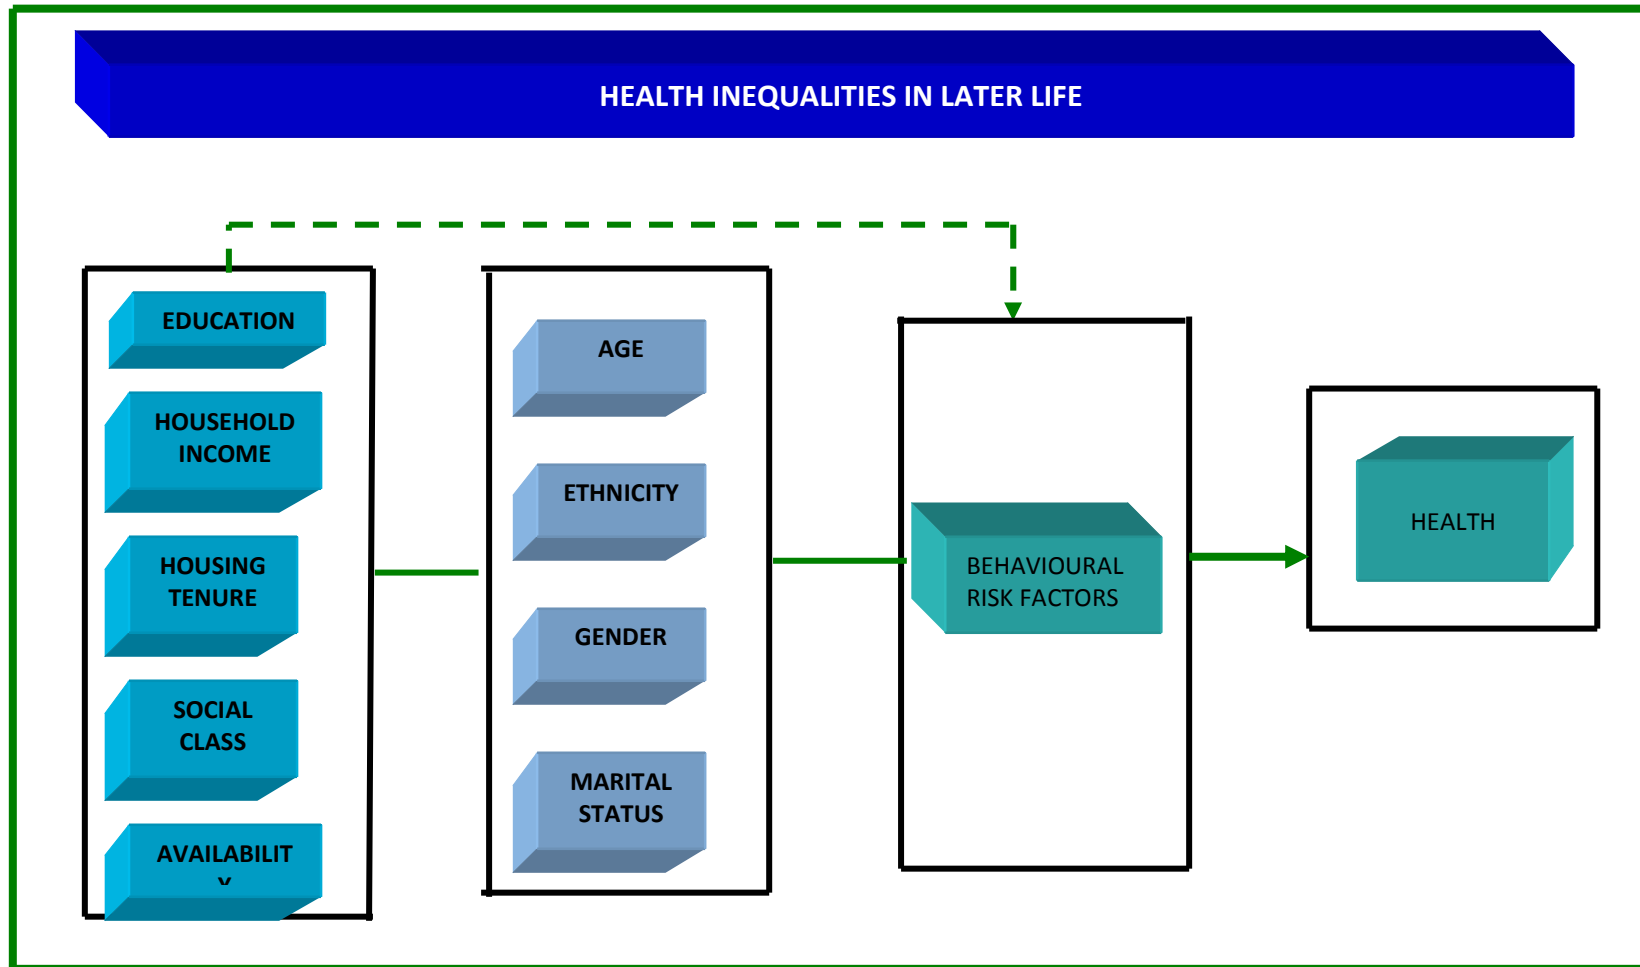 HEALTH INEQUALITIES IN LATER LIFE
EDUCATION
HOUSEHOLD
INCOME
HOUSING
TENURE
SOCIAL
CLASS
AVAILABILIT
Y
AGE
ETHNICITY
GENDER
MARITAL
STATUS
BEHAVIOURAL
RISK FACTORS
HEALTH